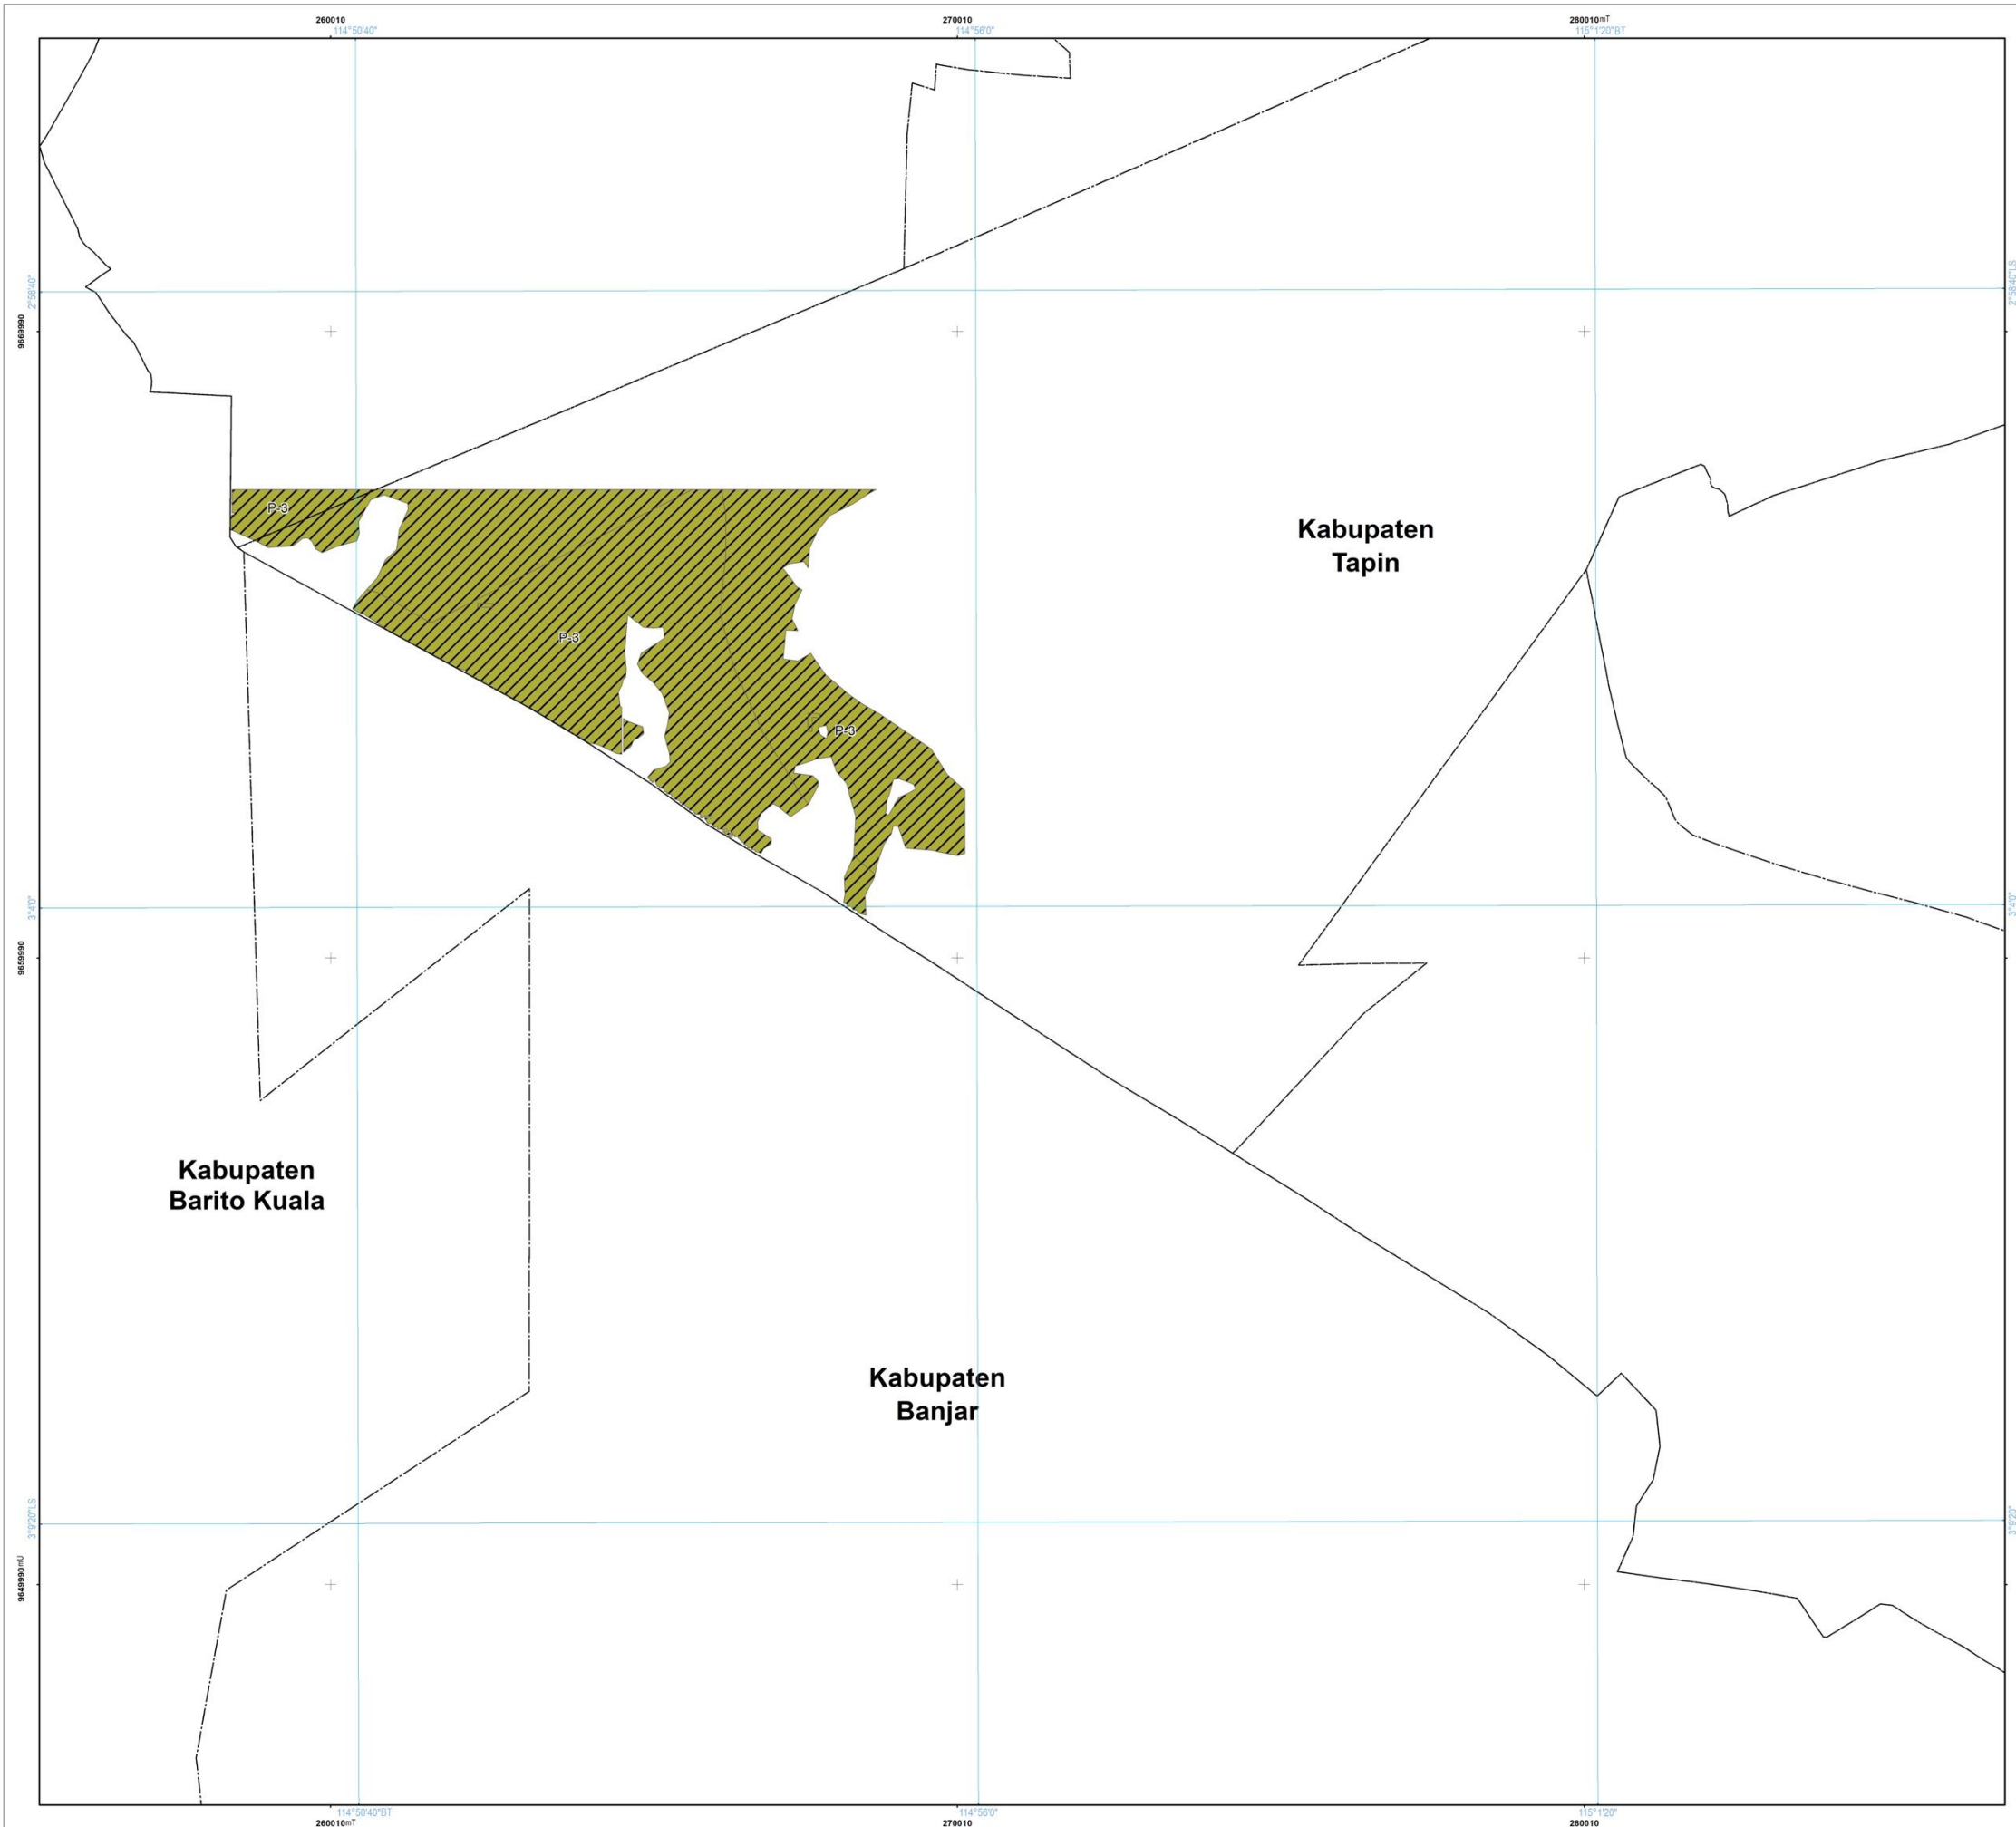 260010
270010
280010mT
114°50'40"
114°56'0"
115°1'20"BT
2°58'40"
2°58'40"LS
9669990
P-3
Kabupaten
Tapin
P-3
P-3
3°4'0"
3°4'0"
9659990
Kabupaten
Barito Kuala
Kabupaten
Banjar
3°9'20"LS
3°9'20"
9649990mU
114°50'40"BT
114°56'0"
115°1'20"
260010mT
270010
280010